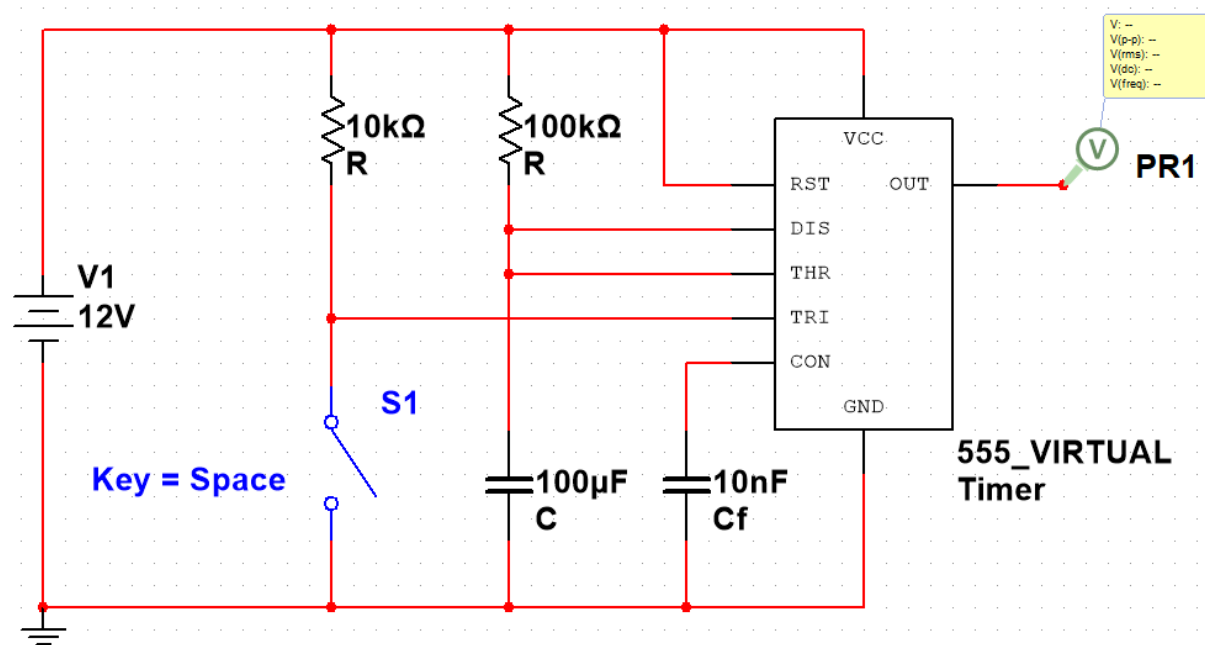 V: --
V(p-p): --
V(rms): --
V(dc): --
V(freq): --
V
PR1
10kΩ
R
100kΩ
R
VCC
RST
OUT
DIS
THR
TRI
CON
GND
V1
12V
S1
Key = Space
100µF
C
10nF
Cf
555_VIRTUAL
Timer